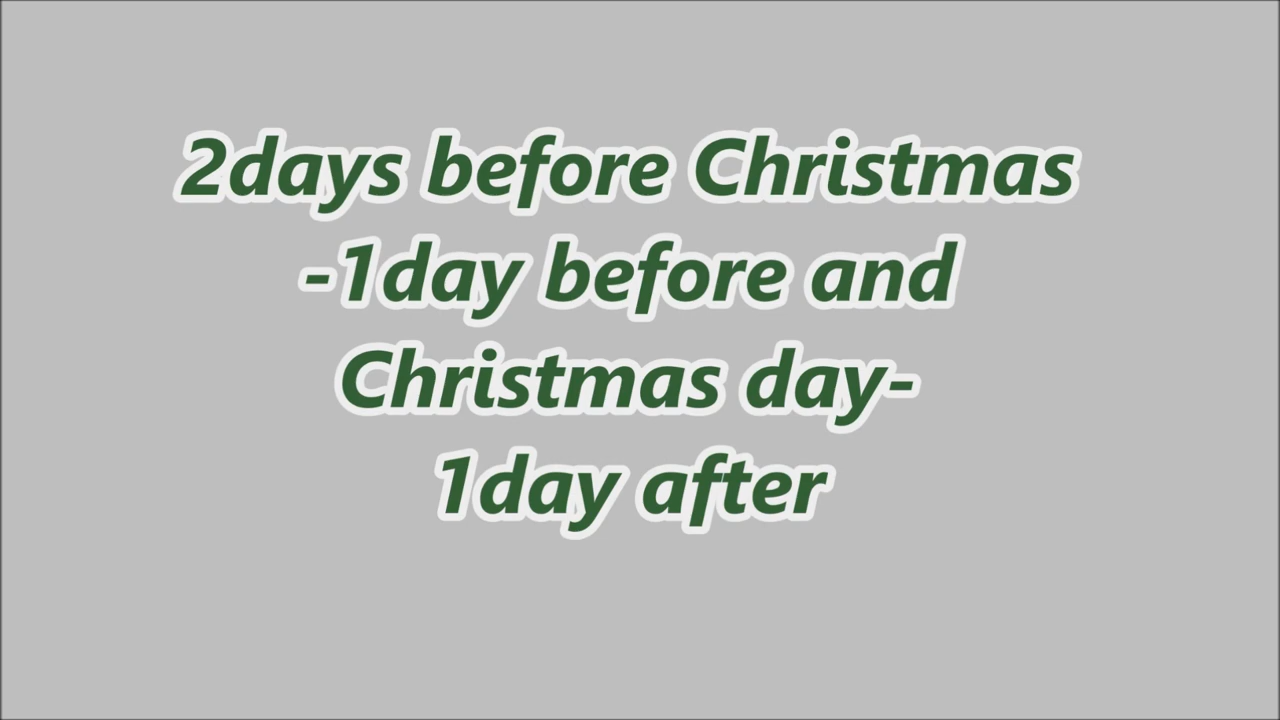 2days before Christmas
-1day before and
Christmas day-
1day after